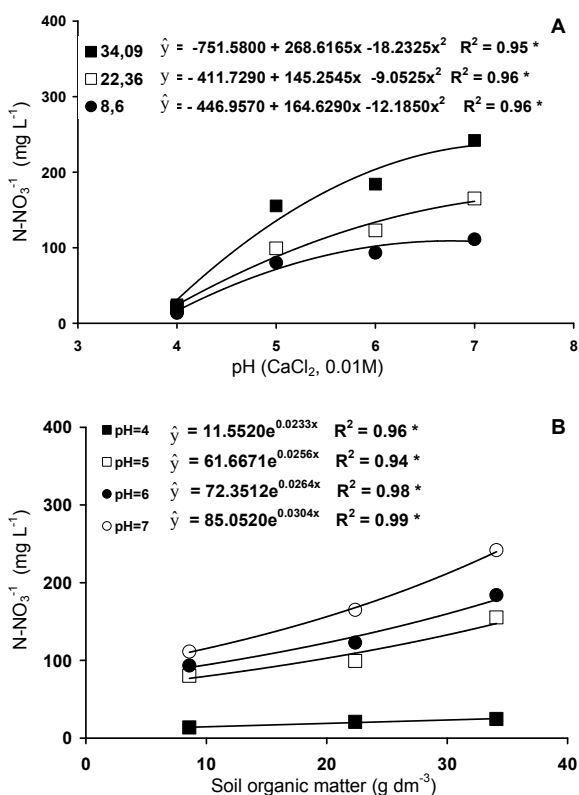 400
A
34,09 ŷ = -751.5800 + 268.6165x -18.2325x² R² = 0.95 *
22,36 ŷ = - 411.7290 + 145.2545x -9.0525x² R² = 0.96 *
8,6 ŷ = - 446.9570 + 164.6290x -12.1850x² R² = 0.96 *
300
200
100
0
N-NO₃⁻¹ (mg L⁻¹)
3 4 5 6 7 8
pH (CaCl₂, 0.01M)
400
B
pH=4 ŷ = 11.5520e^0.0233x R² = 0.96 *
pH=5 ŷ = 61.6671e^0.0256x R² = 0.94 *
pH=6 ŷ = 72.3512e^0.0264x R² = 0.98 *
pH=7 ŷ = 85.0520e^0.0304x R² = 0.99 *
300
200
100
0
N-NO₃⁻¹ (mg L⁻¹)
0 10 20 30 40
Soil organic matter (g dm⁻³)